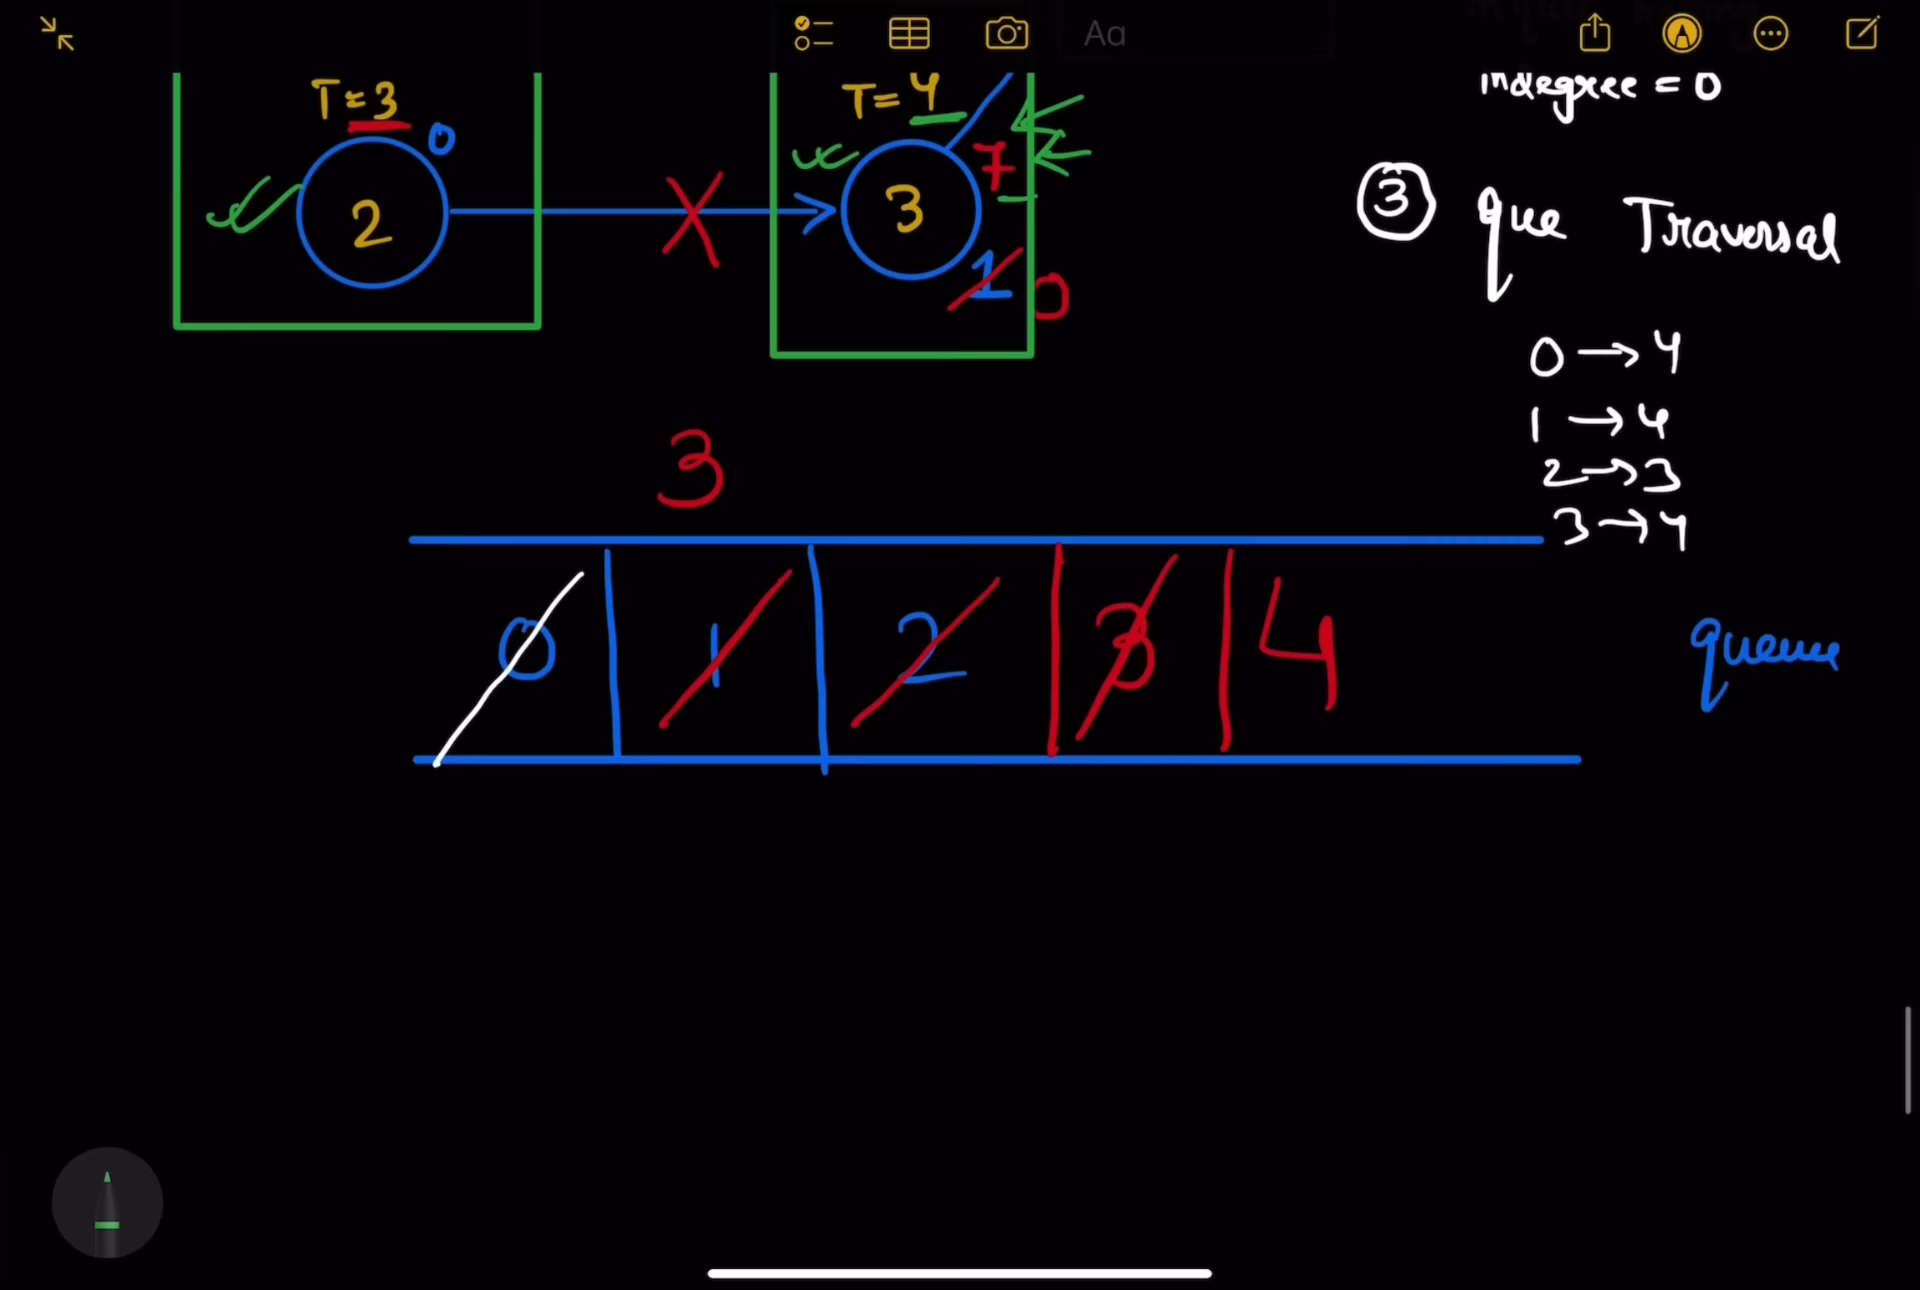 Aa
T=3
0
2
T=4
7
3
1
0
indegree = 0
3 que Traversal
0 → 4
1 → 4
2 → 3
3 → 4
3
0 1 2 3 4
queue